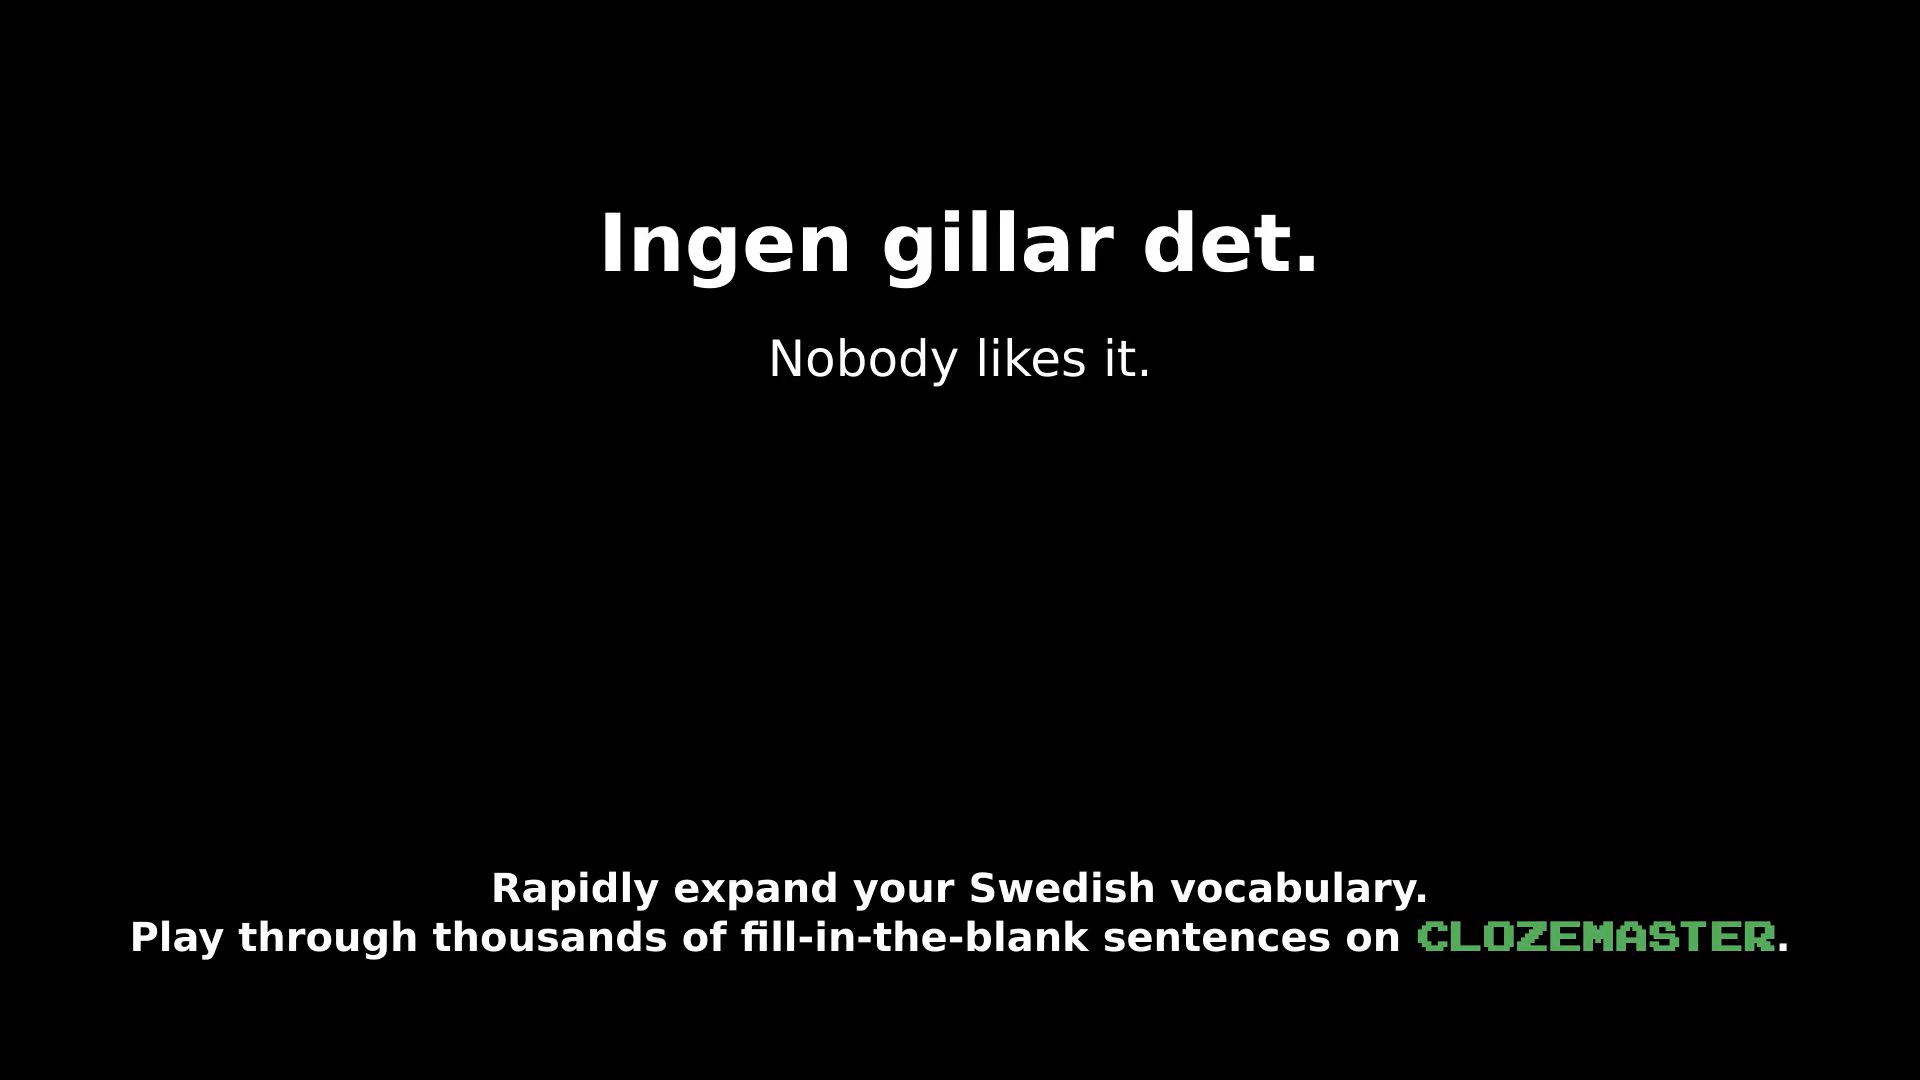 Ingen gillar det.
Nobody likes it.
Rapidly expand your Swedish vocabulary.
Play through thousands of fill-in-the-blank sentences on CLOZEMASTER.